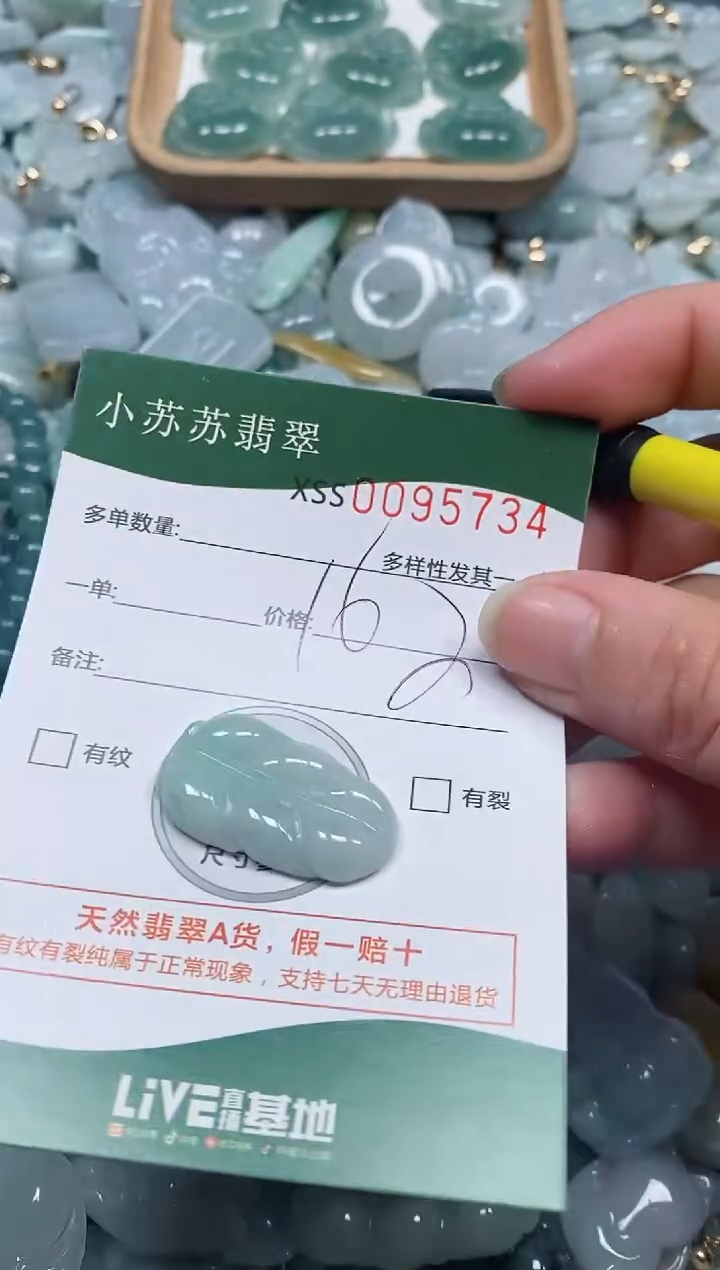 小苏苏翡翠
XSS0095734
多单数量:
多样性发其一
一单:
价格:
162
备注:
有纹
有裂
尺寸
天然翡翠A货，假一赔十
有纹有裂纯属于正常现象，支持七天无理由退货
LiVE直播基地